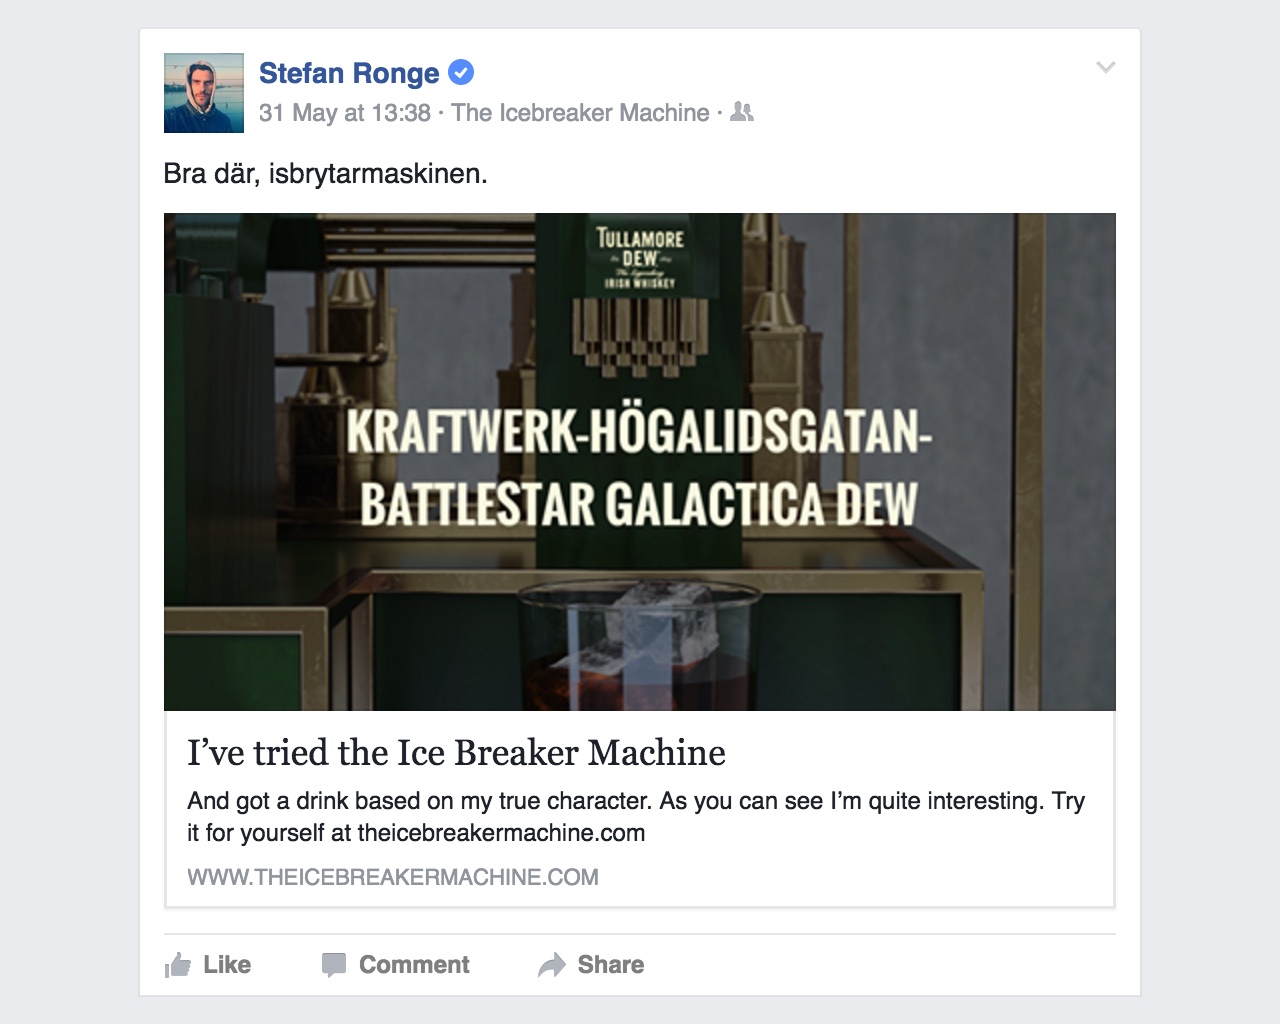 Stefan Ronge
31 May at 13:38 · The Icebreaker Machine ·
Bra där, isbrytarmaskinen.
TULLAMORE
DEW
The Legendary
IRISH WHISKEY
KRAFTWERK-HÖGALIDSGATAN-
BATTLESTAR GALACTICA DEW
I’ve tried the Ice Breaker Machine
And got a drink based on my true character. As you can see I’m quite interesting. Try
it for yourself at theicebreakermachine.com
WWW.THEICEBREAKERMACHINE.COM
Like Comment Share